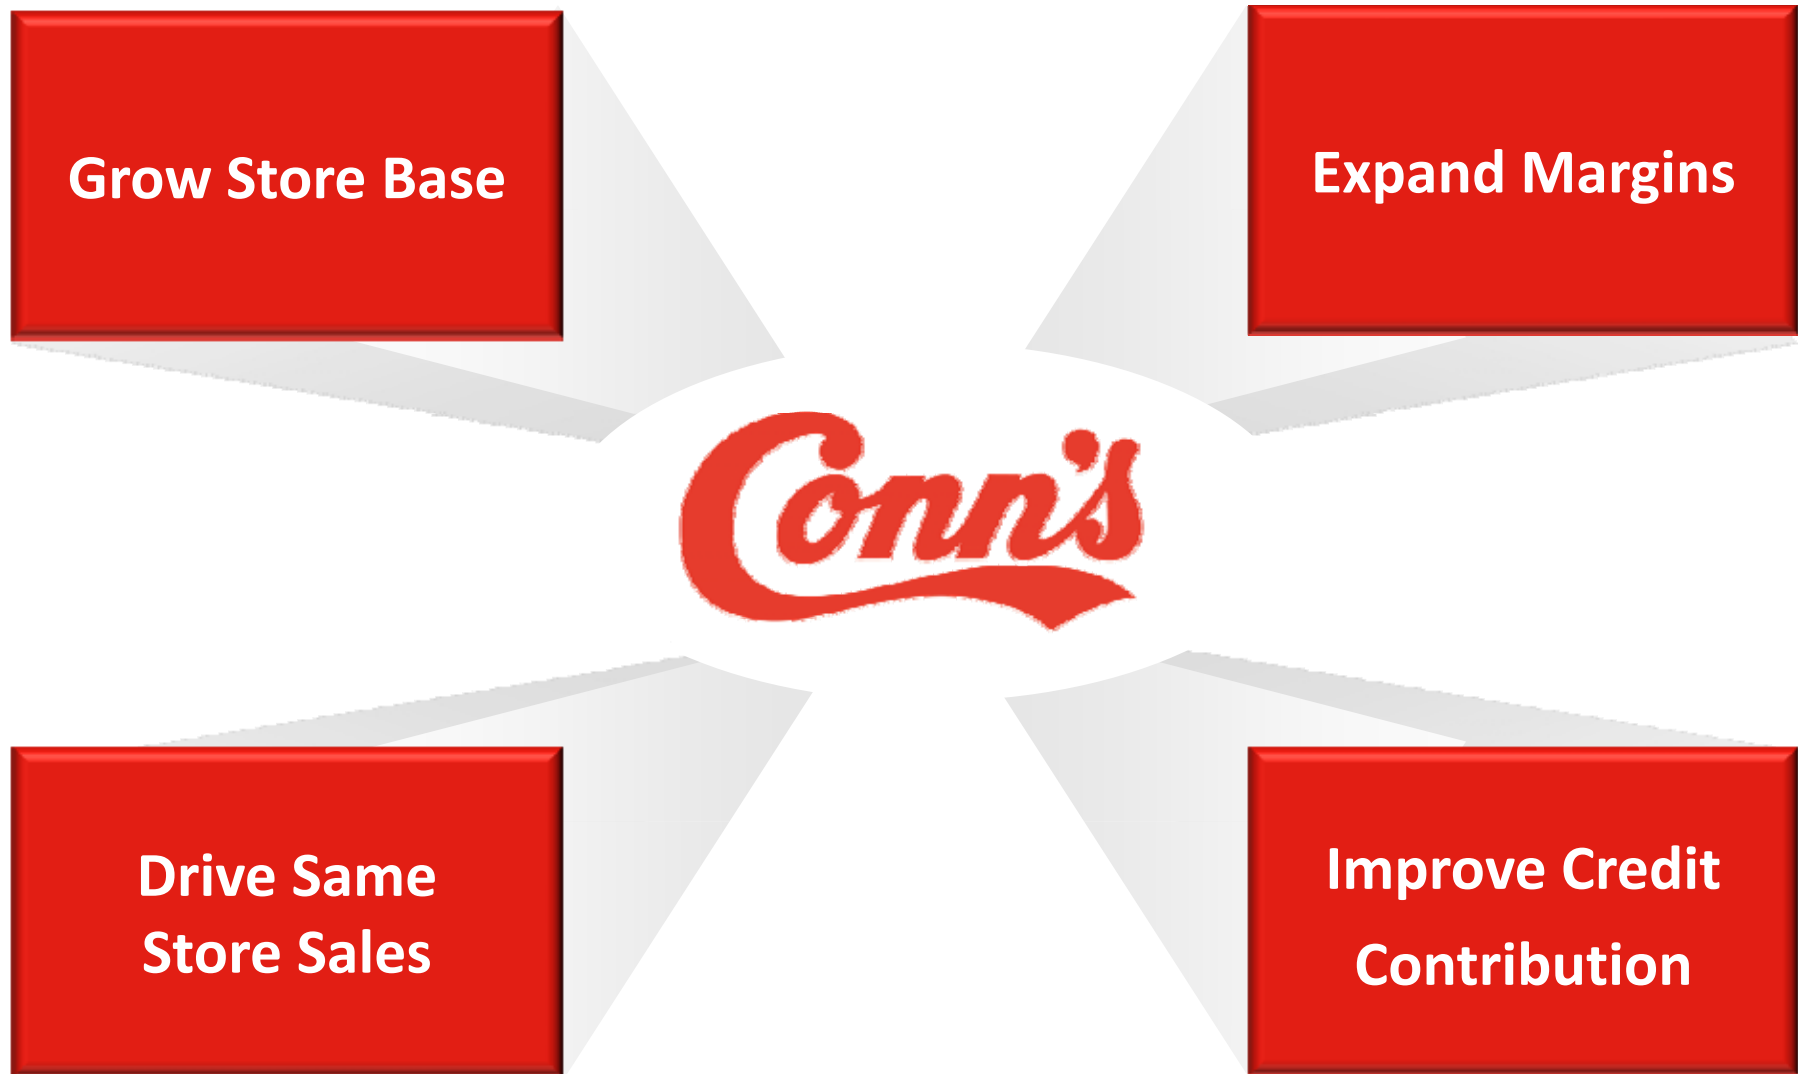 Grow Store Base
Expand Margins
Conn's
Drive Same
Store Sales
Improve Credit
Contribution